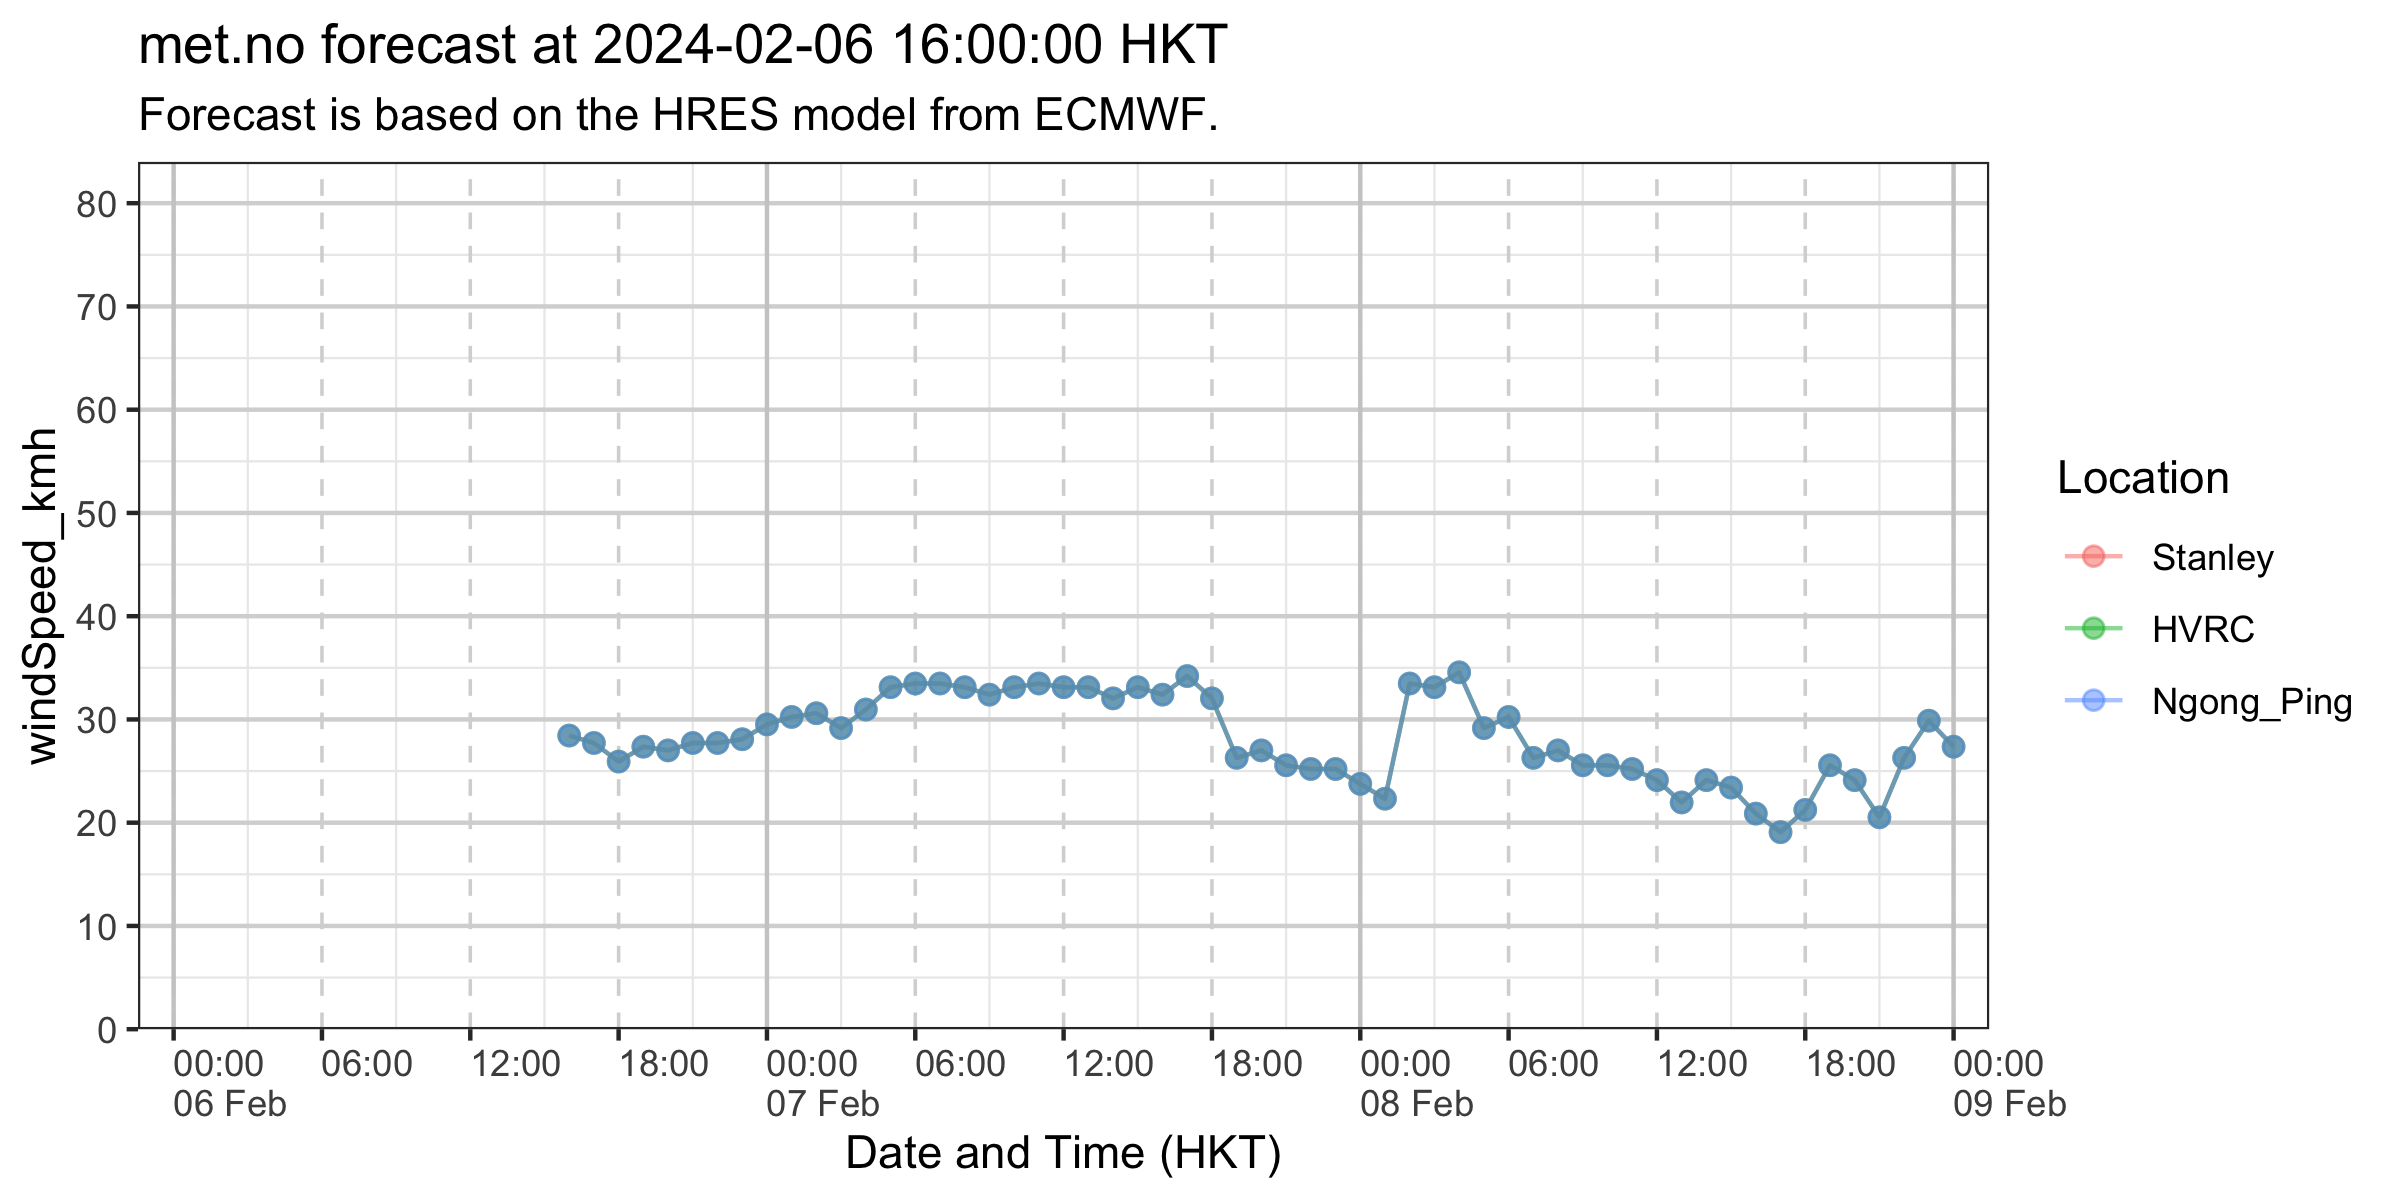 met.no forecast at 2024-02-06 16:00:00 HKT
Forecast is based on the HRES model from ECMWF.
windSpeed_kmh
80
70
60
50
40
30
20
10
0
00:00 06:00 12:00 18:00 00:00 06:00 12:00 18:00 00:00 06:00 12:00 18:00 00:00
06 Feb 07 Feb 08 Feb 09 Feb
Date and Time (HKT)
Location
Stanley
HVRC
Ngong_Ping